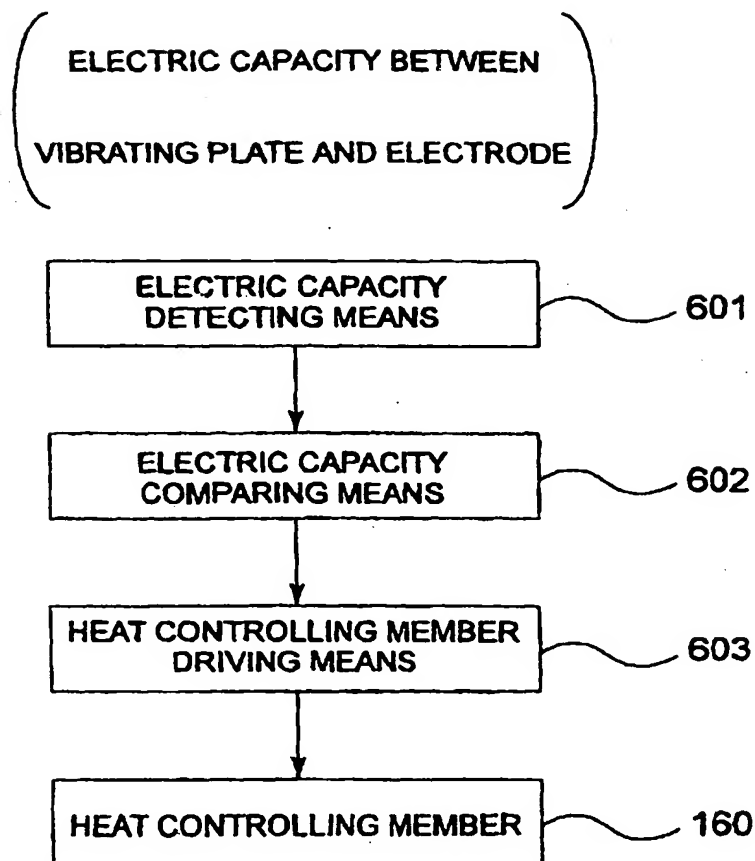 ELECTRIC CAPACITY BETWEEN
VIBRATING PLATE AND ELECTRODE
ELECTRIC CAPACITY
DETECTING MEANS
601
ELECTRIC CAPACITY
COMPARING MEANS
602
HEAT CONTROLLING MEMBER
DRIVING MEANS
603
HEAT CONTROLLING MEMBER
160